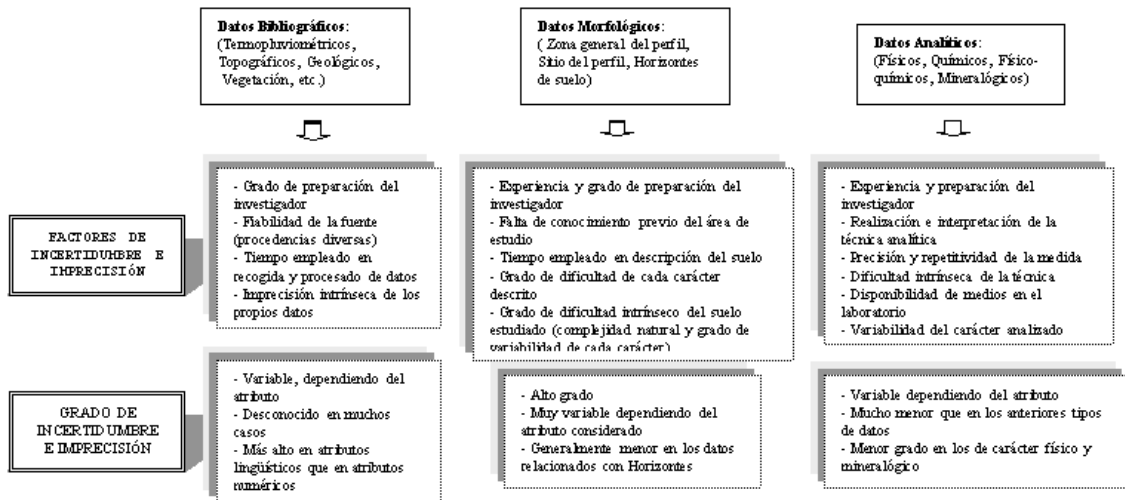 Datos Bibliográficos:
(Termopluviométricos,
Topográficos, Geológicos,
Vegetación, etc.)
Datos Morfológicos:
( Zona general del perfil,
Sitio del perfil, Horizontes
de suelo)
Datos Analíticos:
(Físicos, Químicos, Físico-
químicos, Mineralógicos)
FACTORES DE
INCERTIDUMBRE E
IMPRECISIÓN
- Grado de preparación del
investigador
- Fiabilidad de la fuente
(procedencias diversas)
- Tiempo empleado en
recogida y procesado de datos
- Imprecisión intrínseca de los
propios datos
- Experiencia y grado de preparación del
investigador
- Falta de conocimiento previo del área de
estudio
- Tiempo empleado en descripción del suelo
- Grado de dificultad de cada carácter
descrito
- Grado de dificultad intrínseco del suelo
estudiado (complejidad natural y grado de
variabilidad de cada carácter)
- Experiencia y preparación del
investigador
- Realización e interpretación de la
técnica analítica
- Precisión y repetitividad de la medida
- Dificultad intrínseca de la técnica
- Disponibilidad de medios en el
laboratorio
- Variabilidad del carácter analizado
GRADO DE
INCERTIDUMBRE
E IMPRECISIÓN
- Variable, dependiendo del
atributo
- Desconocido en muchos
casos
- Más alto en atributos
lingüísticos que en atributos
numéricos
- Alto grado
- Muy variable dependiendo del
atributo considerado
- Generalmente menor en los datos
relacionados con Horizontes
- Variable dependiendo del atributo
- Mucho menor que en los anteriores tipos
de datos
- Menor grado en los de carácter físico y
mineralógico